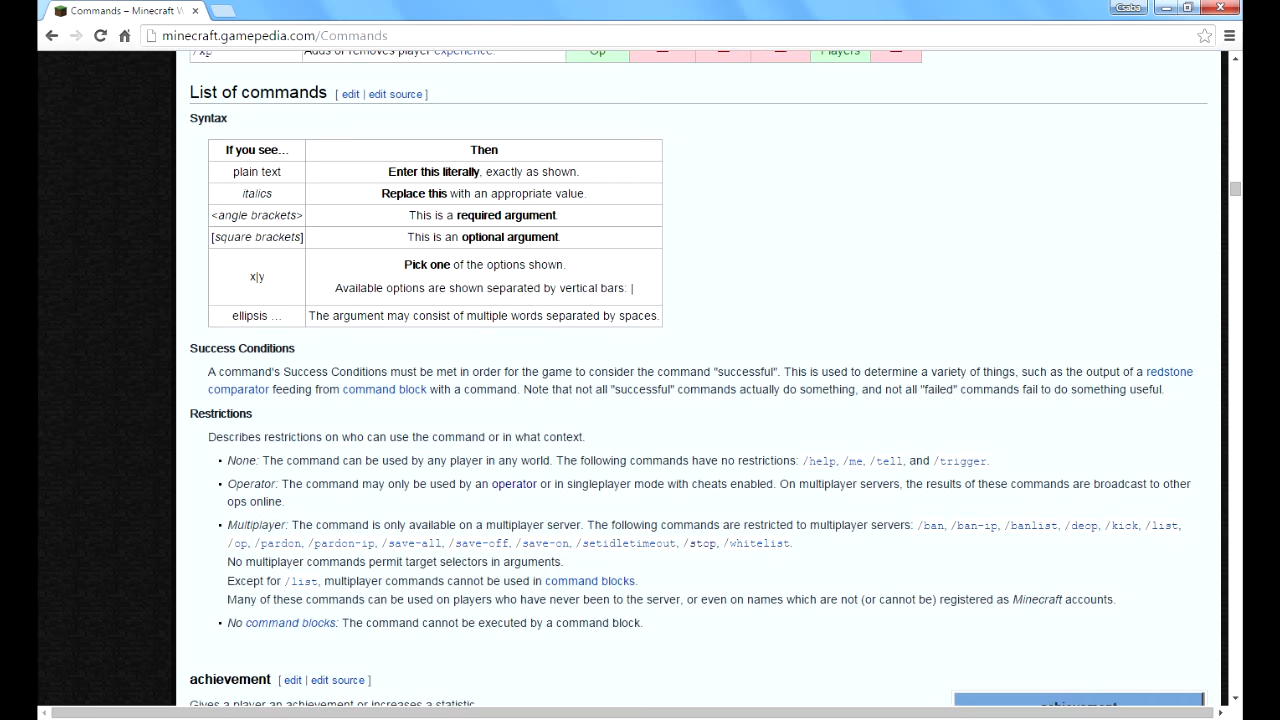 Commands – Minecraft W
Csaba
minecraft.gamepedia.com/Commands
/xp Adds or removes player experience. Op — — — Players —
List of commands [ edit | edit source ]
Syntax
If you see... Then
plain text Enter this literally, exactly as shown.
italics Replace this with an appropriate value.
<angle brackets> This is a required argument.
[square brackets] This is an optional argument.
x|y Pick one of the options shown.
Available options are shown separated by vertical bars: |
ellipsis ... The argument may consist of multiple words separated by spaces.
Success Conditions
A command's Success Conditions must be met in order for the game to consider the command "successful". This is used to determine a variety of things, such as the output of a redstone
comparator feeding from command block with a command. Note that not all "successful" commands actually do something, and not all "failed" commands fail to do something useful.
Restrictions
Describes restrictions on who can use the command or in what context.
▪ None: The command can be used by any player in any world. The following commands have no restrictions: /help, /me, /tell, and /trigger.
▪ Operator: The command may only be used by an operator or in singleplayer mode with cheats enabled. On multiplayer servers, the results of these commands are broadcast to other
ops online.
▪ Multiplayer: The command is only available on a multiplayer server. The following commands are restricted to multiplayer servers: /ban, /ban-ip, /banlist, /deop, /kick, /list,
/op, /pardon, /pardon-ip, /save-all, /save-off, /save-on, /setidletimeout, /stop, /whitelist.
No multiplayer commands permit target selectors in arguments.
Except for /list, multiplayer commands cannot be used in command blocks.
Many of these commands can be used on players who have never been to the server, or even on names which are not (or cannot be) registered as Minecraft accounts.
▪ No command blocks: The command cannot be executed by a command block.
achievement [ edit | edit source ]
Gives a player an achievement or increases a statistic.
achievement